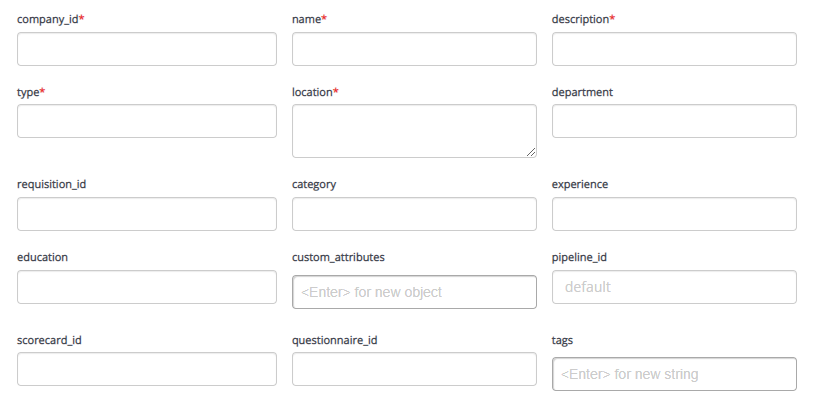 company_id* name* description*
type* location* department
requisition_id category experience
education custom_attributes pipeline_id
<Enter> for new object default
scorecard_id questionnaire_id tags
<Enter> for new string